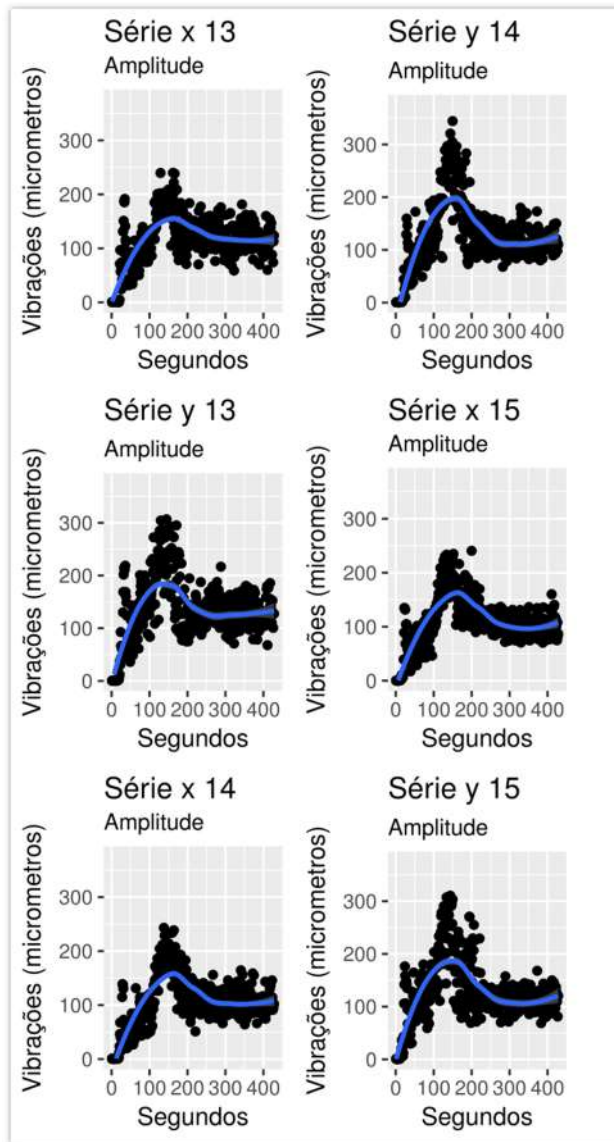 Série x 13
Amplitude
Vibrações (micrometros)
300
200
100
0
0 100 200 300 400
Segundos
Série y 14
Amplitude
Vibrações (micrometros)
300
200
100
0
0 100 200 300 400
Segundos
Série y 13
Amplitude
Vibrações (micrometros)
300
200
100
0
0 100 200 300 400
Segundos
Série x 15
Amplitude
Vibrações (micrometros)
300
200
100
0
0 100 200 300 400
Segundos
Série x 14
Amplitude
Vibrações (micrometros)
300
200
100
0
0 100 200 300 400
Segundos
Série y 15
Amplitude
Vibrações (micrometros)
300
200
100
0
0 100 200 300 400
Segundos